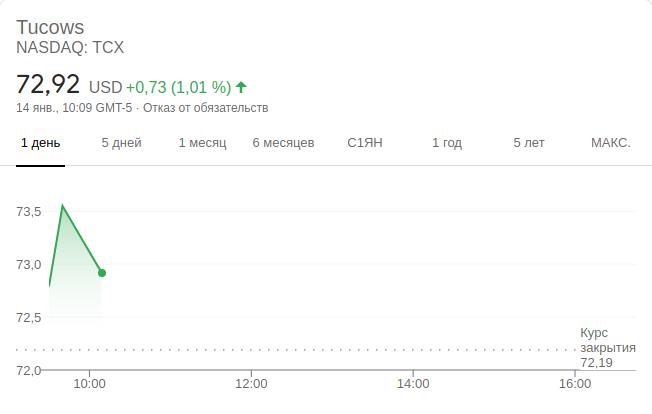 Tucows
NASDAQ: TCX
72,92 USD +0,73 (1,01 %)
14 янв., 10:09 GMT-5 · Отказ от обязательств
1 день 5 дней 1 месяц 6 месяцев С1ЯН 1 год 5 лет МАКС.
73,5
73,0
72,5
Курс
закрытия
72,19
72,0
10:00 12:00 14:00 16:00